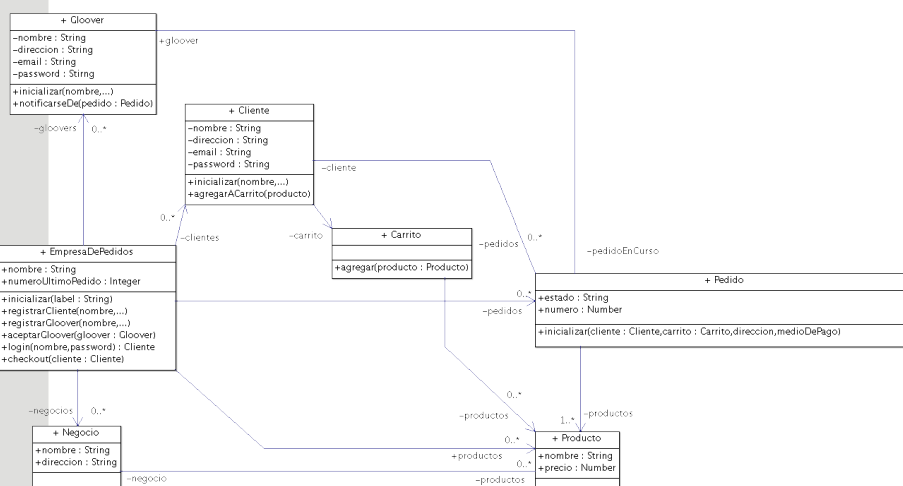 + Gloover
-nombre : String
-direccion : String
-email : String
-password : Stirng
+inicializar(nombre,...)
+notificarseDe(pedido : Pedido)
+gloover
-gloovers
0..*
+ Cliente
-nombre : String
-direccion : String
-email : String
-password : String
+inicializar(nombre,...)
+agregarACarrito(producto)
-cliente
0..*
-clientes
-carrito
+ Carrito
+agregar(producto : Producto)
-pedidos
0..*
-pedidoEnCurso
+ EmpresaDePedidos
+nombre : String
+numeroUltimoPedido : Integer
+inicializar(label : String)
+registrarCliente(nombre,...)
+registrarGloover(nombre,...)
+aceptarGloover(gloover : Gloover)
+login(nombre,password) : Cliente
+checkout(cliente : Cliente)
0..*
-pedidos
+ Pedido
+estado : String
+numero : Number
+inicializar(cliente : Cliente,carrito : Carrito,direccion,medioDePago)
-negocios
0..*
0..*
-productos
1..*
-productos
+ Negocio
+nombre : String
+direccion : String
0..*
+productos
0..*
-negocio
-productos
+ Producto
+nombre : String
+precio : Number